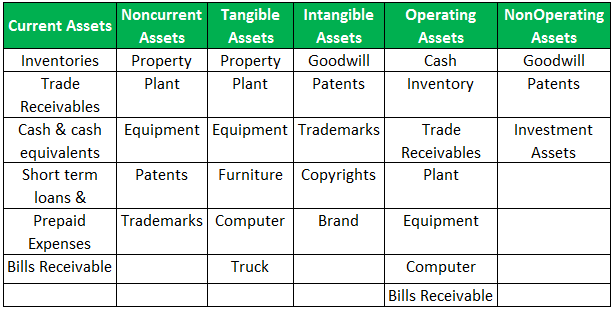 Current Assets Noncurrent Assets Tangible Assets Intangible Assets Operating Assets NonOperating Assets
Inventories Property Property Goodwill Cash Goodwill
Trade Receivables Plant Plant Patents Inventory Patents
Cash & cash equivalents Equipment Equipment Trademarks Trade Receivables Investment Assets
Short term loans & Patents Furniture Copyrights Plant
Prepaid Expenses Trademarks Computer Brand Equipment
Bills Receivable Truck Computer
Bills Receivable